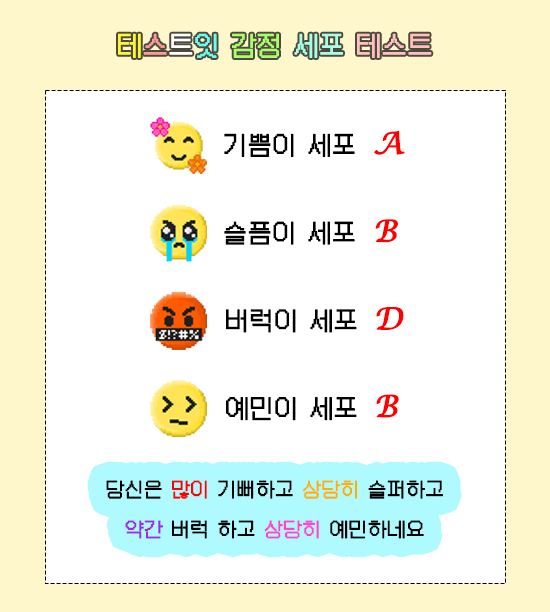 테스트잇 감정 세포 테스트
기쁨이 세포 A
슬픔이 세포 B
버럭이 세포 D
$!?#%
예민이 세포 B
당신은 많이 기뻐하고 상당히 슬퍼하고
약간 버럭 하고 상당히 예민하네요